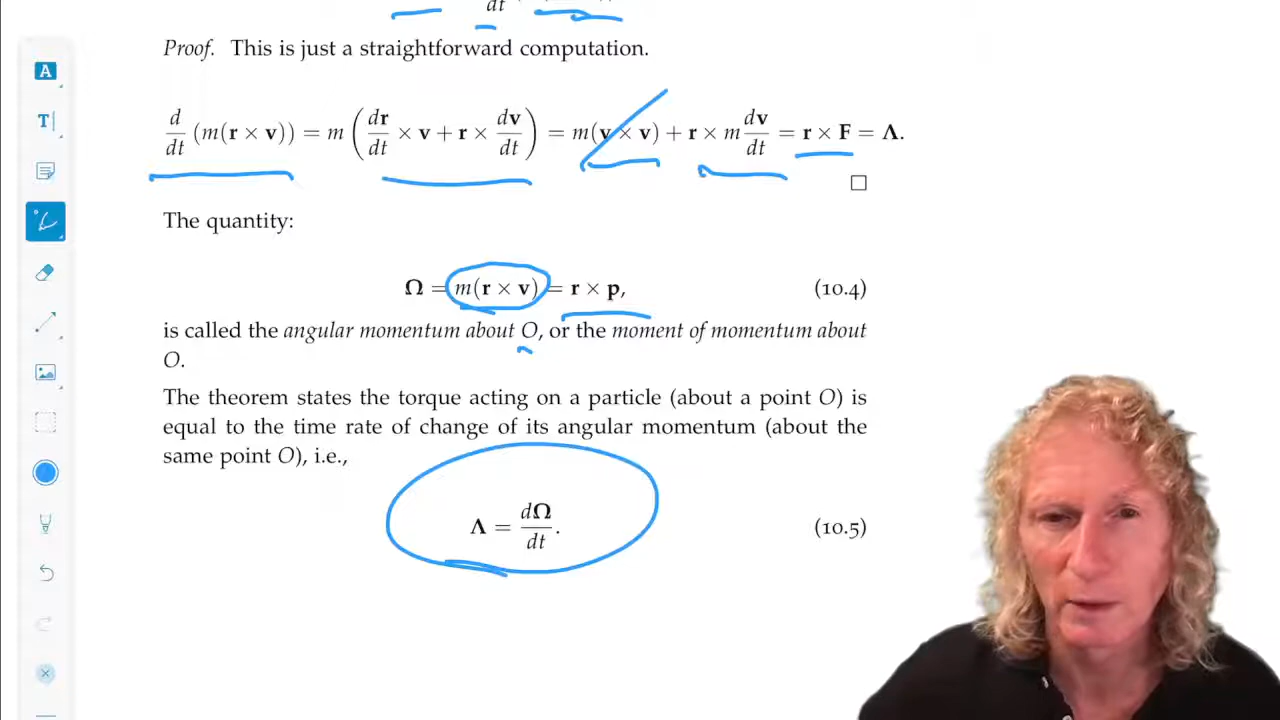 dt
Proof. This is just a straightforward computation.
d/dt (m(r × v)) = m (dr/dt × v + r × dv/dt) = m(v × v) + r × m dv/dt = r × F = Λ.
□
The quantity:
Ω = m(r × v) = r × p, (10.4)
is called the angular momentum about O, or the moment of momentum about
O.
The theorem states the torque acting on a particle (about a point O) is
equal to the time rate of change of its angular momentum (about the
same point O), i.e.,
Λ = dΩ/dt. (10.5)
A
T